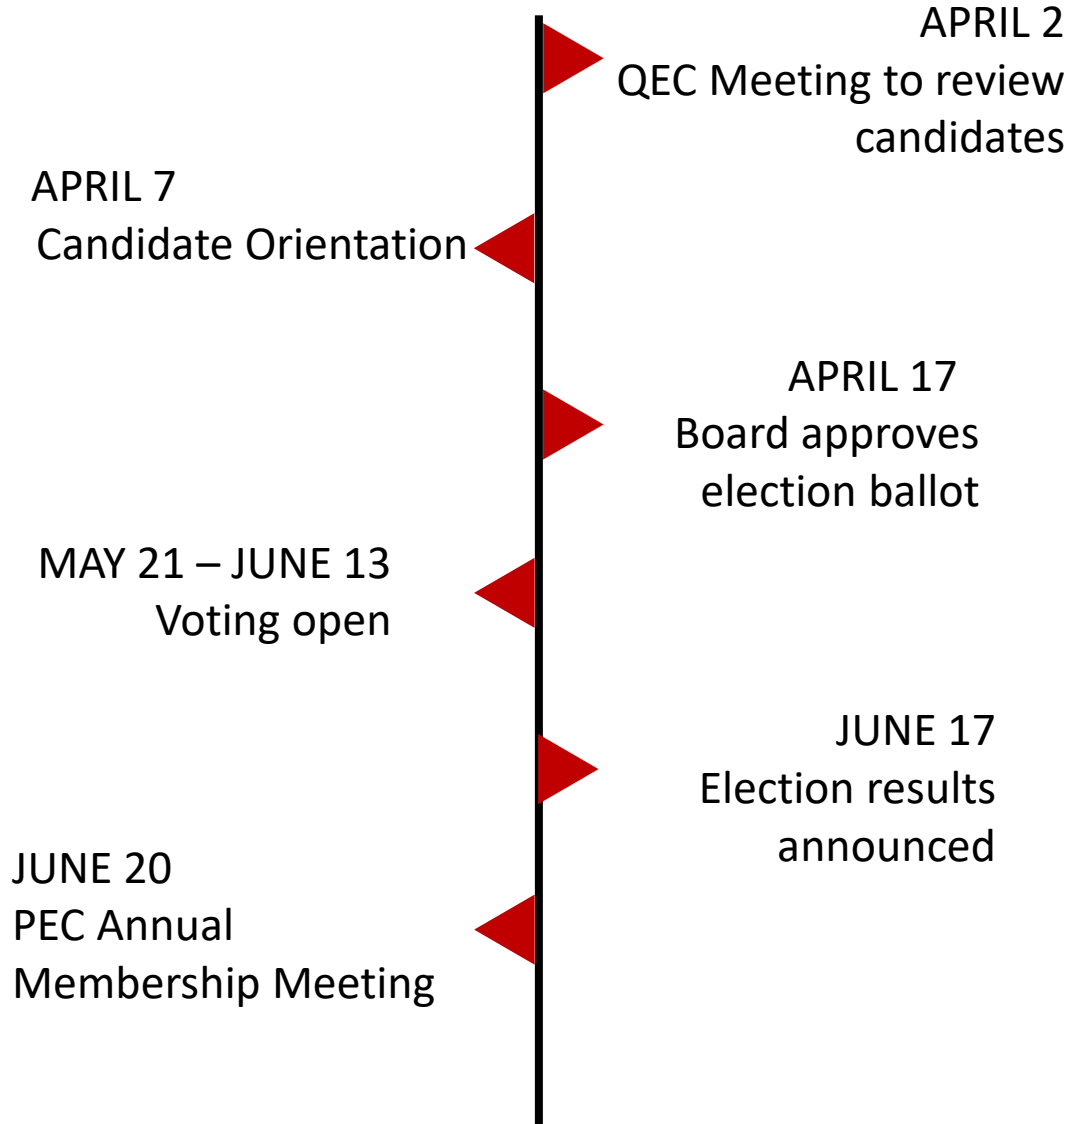 APRIL 2
QEC Meeting to review
candidates
APRIL 7
Candidate Orientation
APRIL 17
Board approves
election ballot
MAY 21 – JUNE 13
Voting open
JUNE 17
Election results
announced
JUNE 20
PEC Annual
Membership Meeting